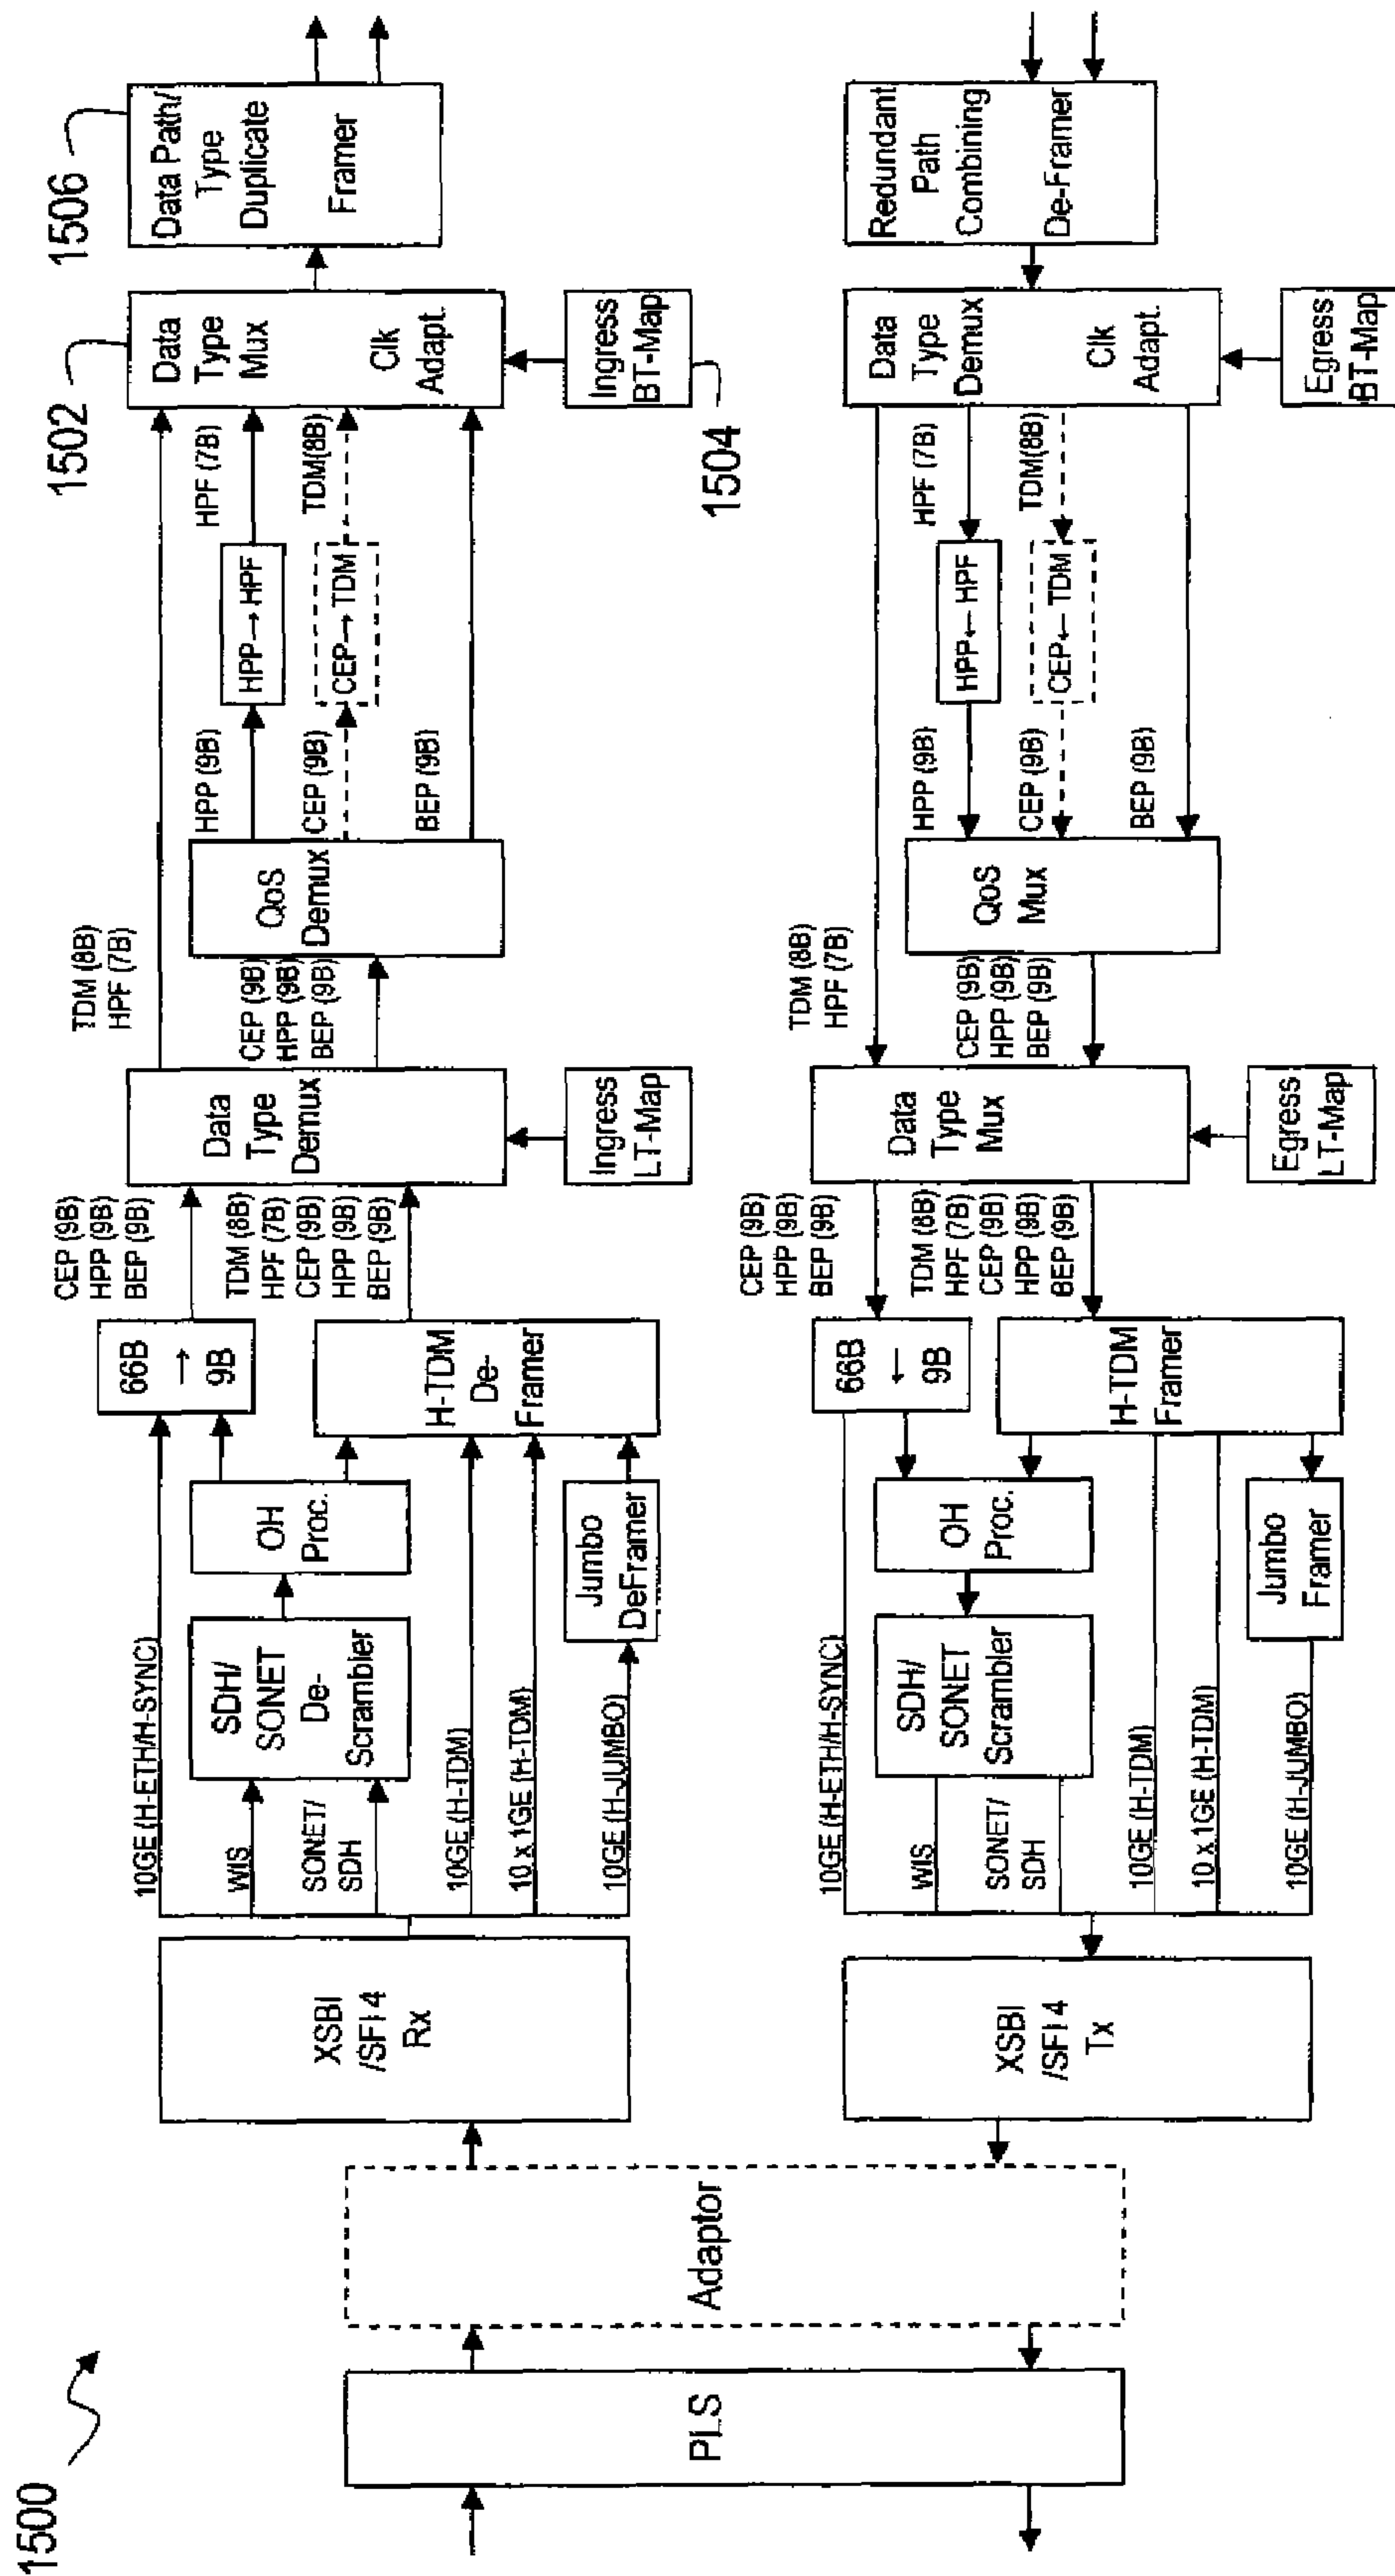 1500
PLS
Adaptor
XSBI
/SFI 4
Rx
10GE (H-ETH/H-SYNC)
WIS
SONET/
SDH
10GE (H-TDM)
10 x 1GE (H-TDM)
10GE (H-JUMBO)
SDH/
SONET
De-
Scrambler
OH
Proc.
Jumbo
DeFramer
66B
→
9B
H-TDM
De-
Framer
CEP (9B)
HPP (9B)
BEP (9B)
TDM (8B)
HPF (7B)
CEP (9B)
HPP (9B)
BEP (9B)
Data
Type
Demux
Ingress
LT-Map
TDM (8B)
HPF (7B)
CEP (9B)
HPP (9B)
BEP (9B)
QoS
Demux
HPP (9B)
CEP (9B)
BEP (9B)
HPP→HPF
CEP→TDM
HPF (7B)
TDM(8B)
1502
Data
Type
Mux
Clk
Adapt.
Ingress
BT-Map
1504
1506
Data Path/
Type
Duplicate
Framer
XSBI
/SFI 4
Tx
10GE (H-ETH/H-SYNC)
WIS
SONET/
SDH
10GE (H-TDM)
10 x 1GE (H-TDM)
10GE (H-JUMBO)
SDH/
SONET
Scrambler
OH
Proc.
Jumbo
Framer
66B
←
9B
H-TDM
Framer
CEP (9B)
HPP (9B)
BEP (9B)
TDM (8B)
HPF (7B)
CEP (9B)
HPP (9B)
BEP (9B)
Data
Type
Mux
Egress
LT-Map
TDM (8B)
HPF (7B)
CEP (9B)
HPP (9B)
BEP (9B)
QoS
Mux
HPP (9B)
CEP (9B)
BEP (9B)
HPP←HPF
CEP←TDM
HPF (7B)
TDM(8B)
Data
Type
Demux
Clk
Adapt.
Egress
BT-Map
Redundant
Path
Combining
De-Framer